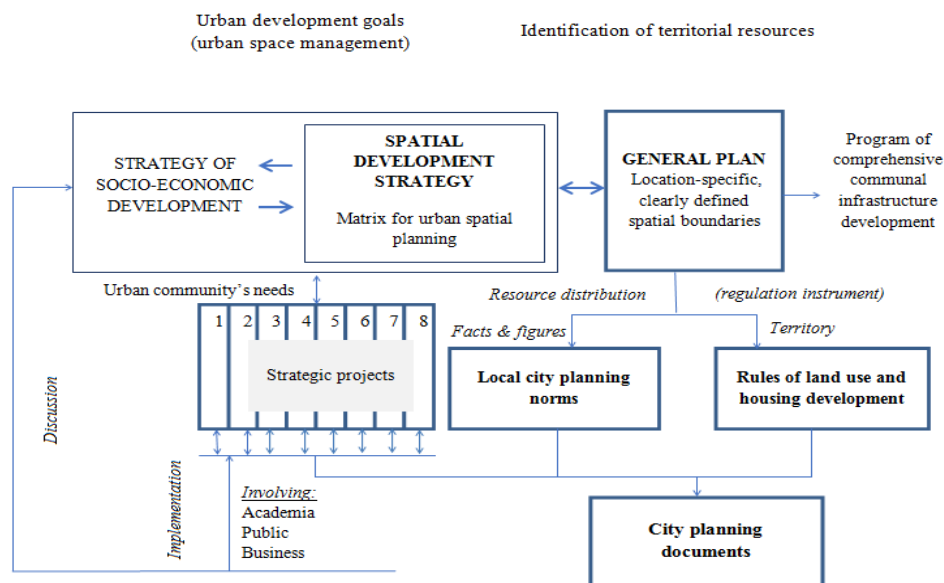 Urban development goals
(urban space management)
Identification of territorial resources
STRATEGY OF
SOCIO-ECONOMIC
DEVELOPMENT
SPATIAL
DEVELOPMENT
STRATEGY
Matrix for urban spatial
planning
GENERAL PLAN
Location-specific,
clearly defined
spatial boundaries
Program of
comprehensive
communal
infrastructure
development
Urban community's needs
Resource distribution
(regulation instrument)
1 2 3 4 5 6 7 8
Strategic projects
Facts & figures
Territory
Local city planning
norms
Rules of land use and
housing development
Discussion
Implementation
Involving:
Academia
Public
Business
City planning
documents